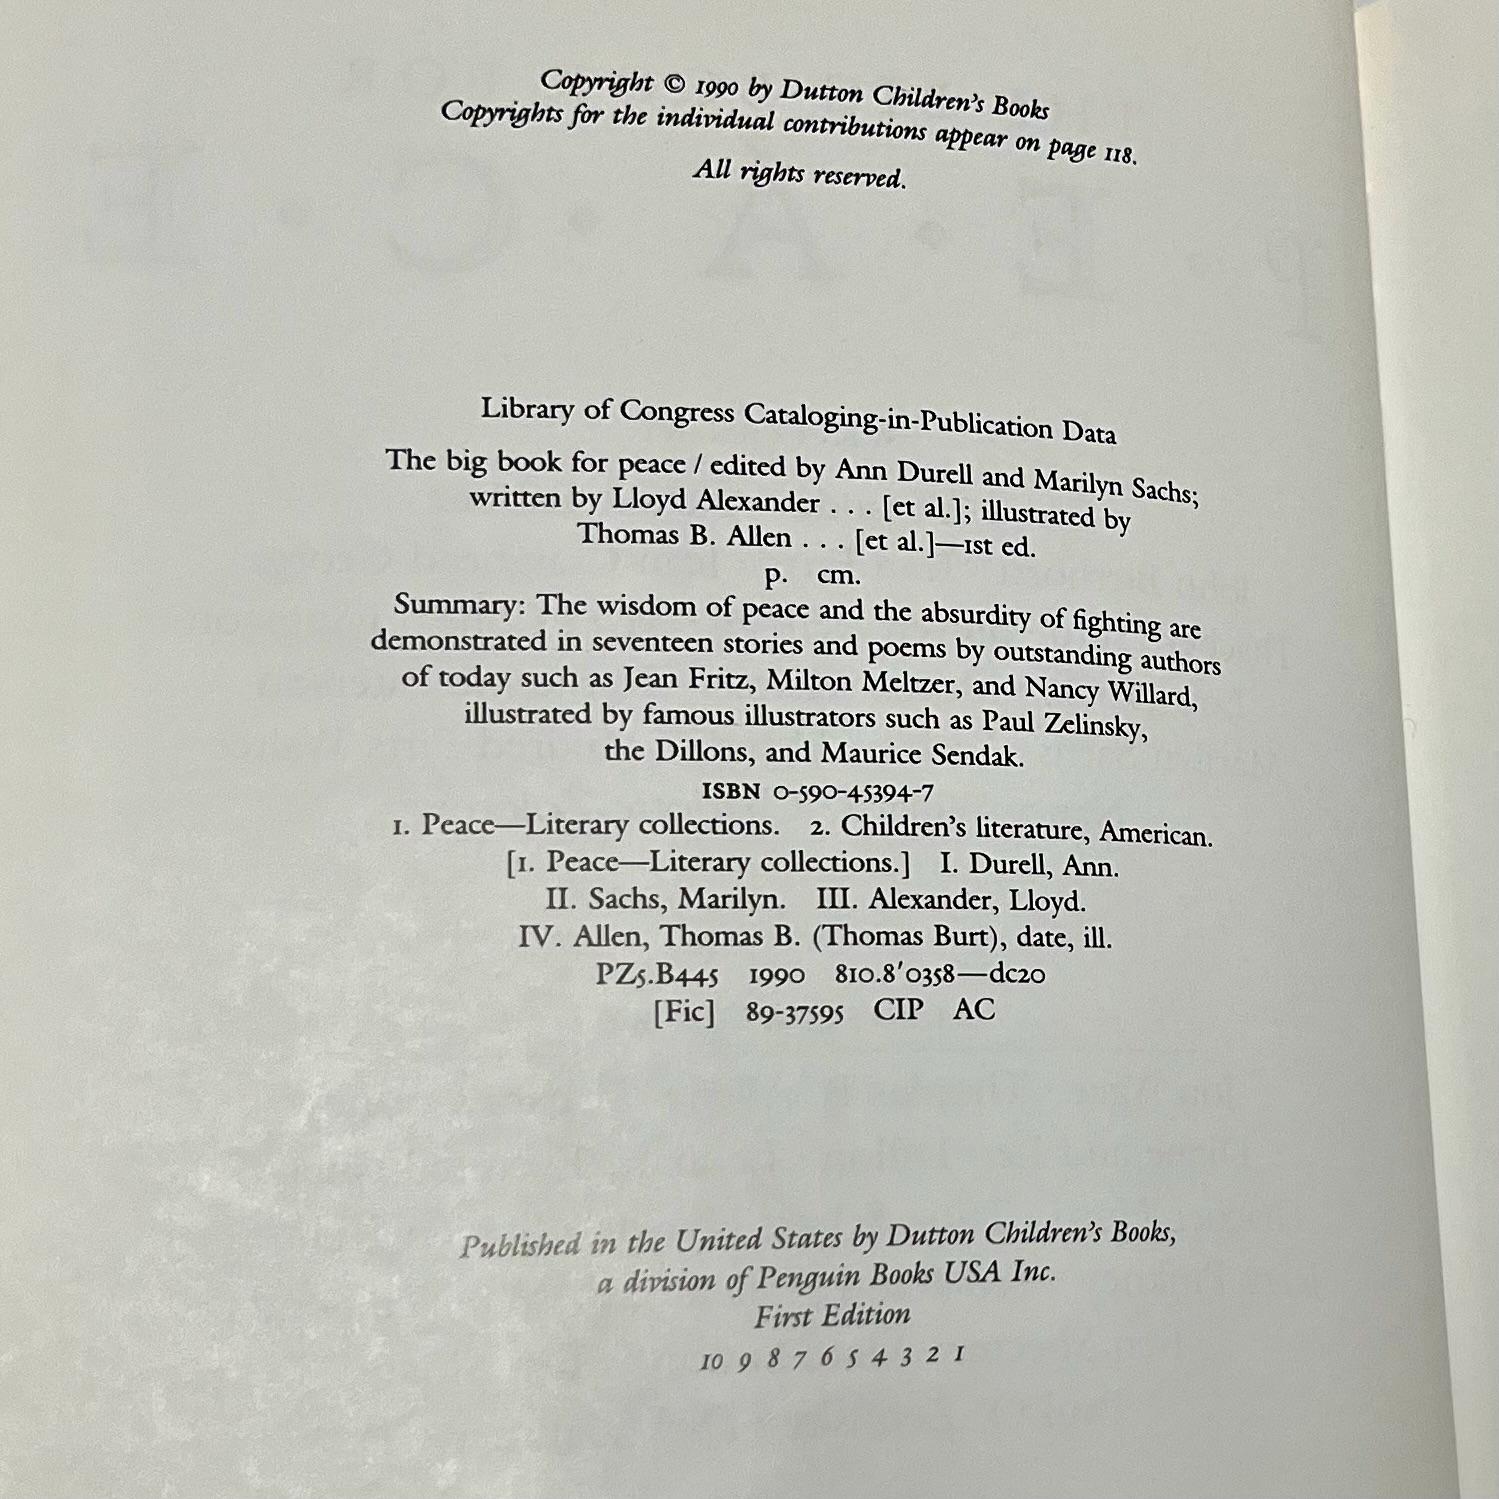 Copyright © 1990 by Dutton Children's Books
Copyrights for the individual contributions appear on page 118.
All rights reserved.
Library of Congress Cataloging-in-Publication Data
The big book for peace / edited by Ann Durell and Marilyn Sachs;
written by Lloyd Alexander . . . [et al.]; illustrated by
Thomas B. Allen . . . [et al.]—1st ed.
p. cm.
Summary: The wisdom of peace and the absurdity of fighting are
demonstrated in seventeen stories and poems by outstanding authors
of today such as Jean Fritz, Milton Meltzer, and Nancy Willard,
illustrated by famous illustrators such as Paul Zelinsky,
the Dillons, and Maurice Sendak.
ISBN 0-590-45394-7
1. Peace—Literary collections. 2. Children's literature, American.
[1. Peace—Literary collections.] I. Durell, Ann.
II. Sachs, Marilyn. III. Alexander, Lloyd.
IV. Allen, Thomas B. (Thomas Burt), date, ill.
PZ5.B445 1990 810.8'0358—dc20
[Fic] 89-37595 CIP AC
Published in the United States by Dutton Children's Books,
a division of Penguin Books USA Inc.
First Edition
10 9 8 7 6 5 4 3 2 1